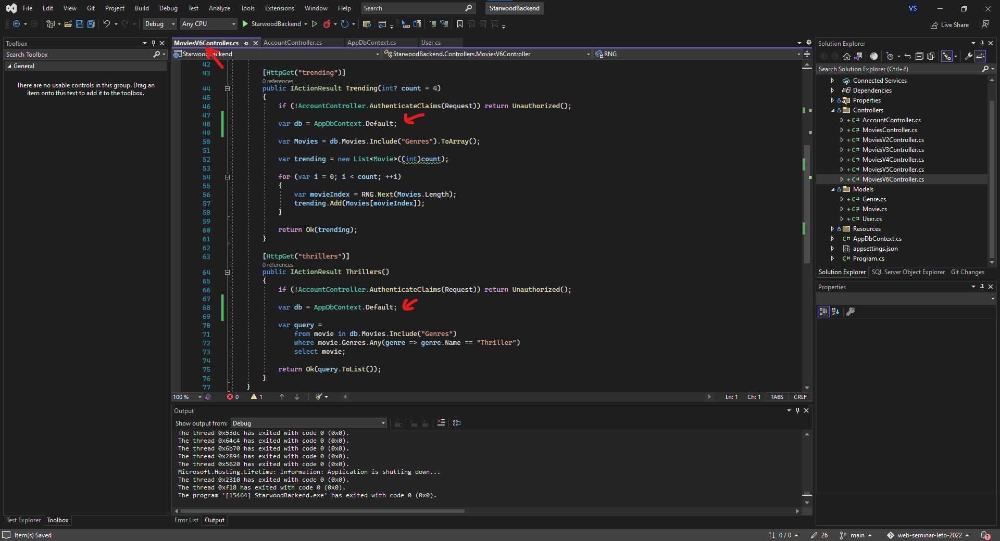 File Edit View Git Project Build Debug Test Analyze Tools Extensions Window Help Search StarwoodBackend VS
Debug Any CPU StarwoodBackend Live Share
Toolbox
Search Toolbox
General
There are no usable controls in this group. Drag an
item onto this text to add it to the toolbox.
Test Explorer Toolbox
MoviesV6Controller.cs AccountController.cs AppDbContext.cs User.cs
StarwoodBackend StarwoodBackend.Controllers.MoviesV6Controller RNG
42
43 [HttpGet("trending")]
0 references
44 public IActionResult Trending(int? count = 4)
45 {
46 if (!AccountController.AuthenticateClaims(Request)) return Unauthorized();
47
48 var db = AppDbContext.Default;
49
50 var Movies = db.Movies.Include("Genres").ToArray();
51
52 var trending = new List<Movie>((int)count);
53
54 for (var i = 0; i < count; ++i)
55 {
56 var movieIndex = RNG.Next(Movies.Length);
57 trending.Add(Movies[movieIndex]);
58 }
59
60 return Ok(trending);
61 }
62
63 [HttpGet("thrillers")]
0 references
64 public IActionResult Thrillers()
65 {
66 if (!AccountController.AuthenticateClaims(Request)) return Unauthorized();
67
68 var db = AppDbContext.Default;
69
70 var query =
71 from movie in db.Movies.Include("Genres")
72 where movie.Genres.Any(genre => genre.Name == "Thriller")
73 select movie;
74
75 return Ok(query.ToList());
76 }
77 }
100 % 0 1 Ln: 1 Ch: 1 TABS CRLF
Output
Show output from: Debug
The thread 0x53dc has exited with code 0 (0x0).
The thread 0x64c4 has exited with code 0 (0x0).
The thread 0x6b70 has exited with code 0 (0x0).
The thread 0x2894 has exited with code 0 (0x0).
The thread 0x5620 has exited with code 0 (0x0).
Microsoft.Hosting.Lifetime: Information: Application is shutting down...
The thread 0x2310 has exited with code 0 (0x0).
The thread 0xf18 has exited with code 0 (0x0).
The program '[15464] StarwoodBackend.exe' has exited with code 0 (0x0).
Error List Output
Solution Explorer
Search Solution Explorer (Ctrl+č)
Connected Services
Dependencies
Properties
Controllers
C# AccountController.cs
C# MoviesController.cs
C# MoviesV2Controller.cs
C# MoviesV3Controller.cs
C# MoviesV4Controller.cs
C# MoviesV5Controller.cs
C# MoviesV6Controller.cs
Models
C# Genre.cs
C# Movie.cs
C# User.cs
Resources
C# AppDbContext.cs
appsettings.json
C# Program.cs
Solution Explorer SQL Server Object Explorer Git Changes
Properties
Item(s) Saved 0 / 0 26 main web-seminar-leto-2022 1